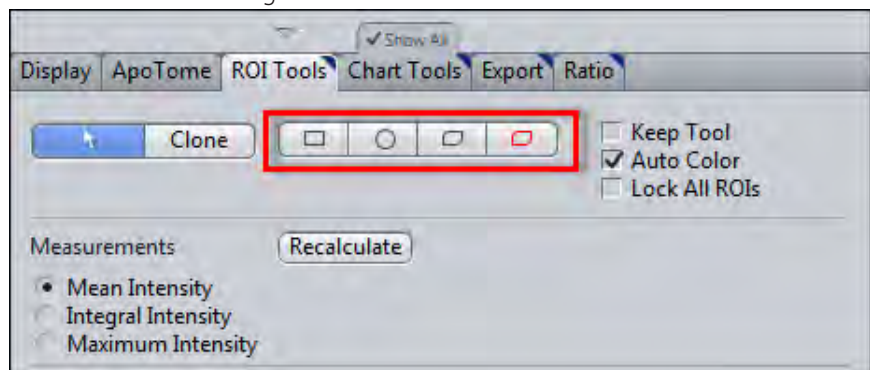 Show All
Display ApoTome ROI Tools Chart Tools Export Ratio
Clone
Keep Tool
Auto Color
Lock All ROIs
Measurements Recalculate
Mean Intensity
Integral Intensity
Maximum Intensity